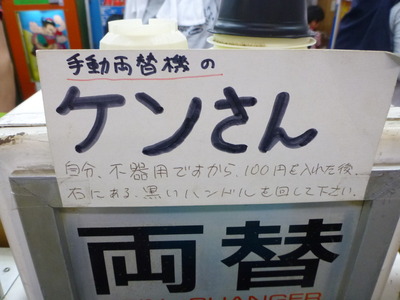 手動両替機の
ケンさん
自分、不器用ですから、100円を入れた後、
右にある、黒いハンドルを回して下さい。
両替
CHANGER